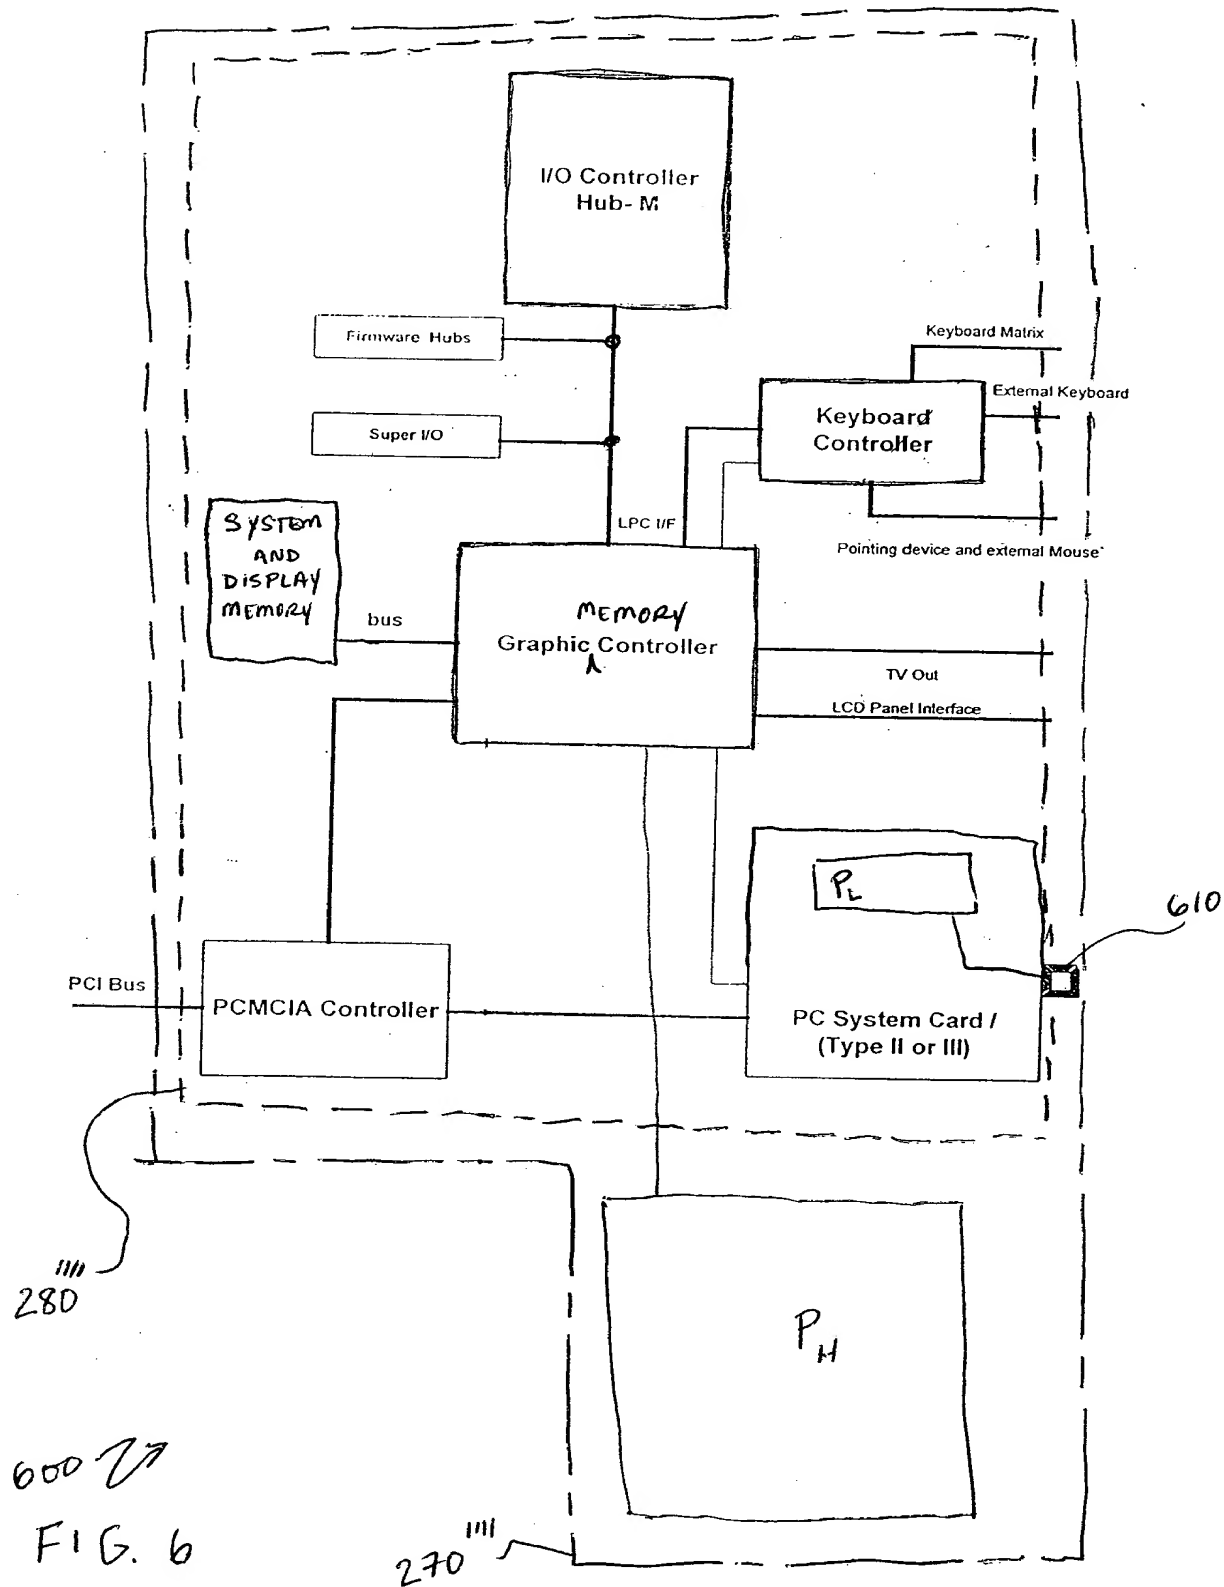 I/O Controller
Hub- M
Firmware Hubs
Keyboard Matrix
External Keyboard
Keyboard
Controller
Super I/O
SYSTEM
AND
DISPLAY
MEMORY
LPC I/F
Pointing device and external Mouse
bus
MEMORY
Graphic Controller
TV Out
LCD Panel Interface
PL
610
PCI Bus
PCMCIA Controller
PC System Card /
(Type II or III)
280''''
PH
600
FIG. 6
270''''